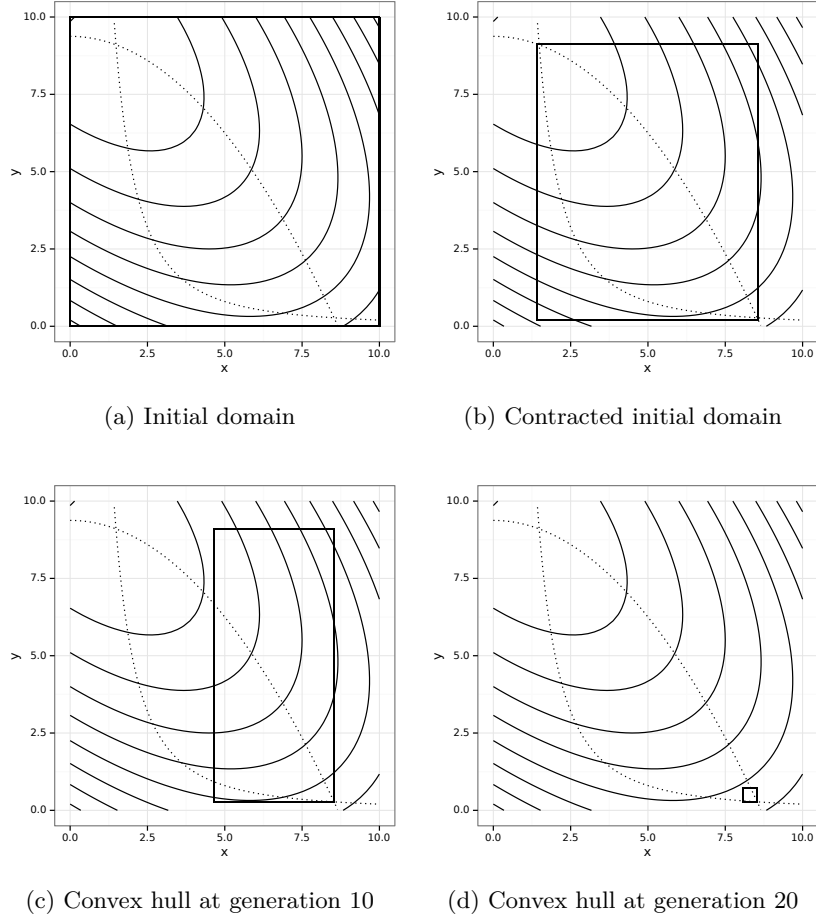 10.0
7.5
5.0
2.5
0.0
y
0.0 2.5 5.0 7.5 10.0
x
(a) Initial domain
10.0
7.5
5.0
2.5
0.0
y
0.0 2.5 5.0 7.5 10.0
x
(b) Contracted initial domain
10.0
7.5
5.0
2.5
0.0
y
0.0 2.5 5.0 7.5 10.0
x
(c) Convex hull at generation 10
10.0
7.5
5.0
2.5
0.0
y
0.0 2.5 5.0 7.5 10.0
x
(d) Convex hull at generation 20